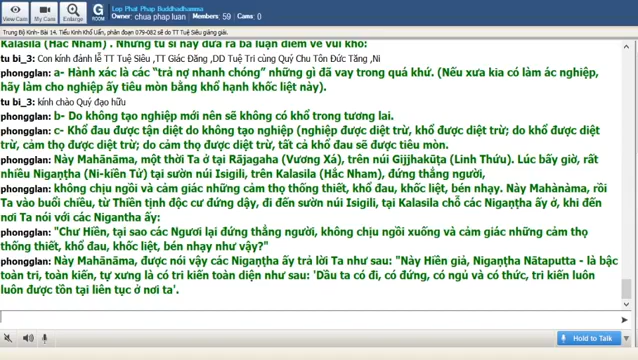 Lop Phat Phap Buddhadhamma
Owner: chua phap luan | Members: 59 | Cams: 0
View Cam
My Cam
Enlarge
G
ROOM
Trung Bộ Kinh- Bài 14. Tiểu Kinh Khổ Uẩn, phân đoạn 079-082 sẽ do TT Tuệ Siêu giảng giải.
Kalasila (Hắc Nham) . Những tu sĩ này đưa ra ba luận điểm về vui khổ:
tu bi_3: Con kính đảnh lễ TT Tuệ Siêu ,TT Giác Đẳng ,DD Tuệ Tri cùng Quý Chu Tôn Đức Tăng ,Ni
phongglan: a- Hành xác là các “trả nợ nhanh chóng” những gì đã vay trong quá khứ. (Nếu xưa kia có làm ác nghiệp,
hãy làm cho nghiệp ấy tiêu mòn bằng khổ hạnh khốc liệt này).
tu bi_3: kính chào Quý đạo hữu
phongglan: b- Do không tạo nghiệp mới nên sẽ không có khổ trong tương lai.
phongglan: c- Khổ đau được tận diệt do không tạo nghiệp (nghiệp được diệt trừ, khổ được diệt trừ; do khổ được diệt
trừ, cảm thọ được diệt trừ; do cảm thọ được diệt trừ, tất cả khổ đau sẽ được tiêu mòn.
phongglan: Này Mahānāma, một thời Ta ở tại Rājagaha (Vương Xá), trên núi Gijjhakūṭa (Linh Thứu). Lúc bấy giờ, rất
nhiều Nigaṇṭha (Ni-kiền Tử) tại sườn núi Isigili, trên Kalasila (Hắc Nham), đứng thẳng người,
phongglan: không chịu ngồi và cảm giác những cảm thọ thống thiết, khổ đau, khốc liệt, bén nhạy. Này Mahànàma, rồi
Ta vào buổi chiều, từ Thiền tịnh độc cư đứng dậy, đi đến sườn núi Isigili, tại Kalasila chỗ các Nigaṇṭha ấy ở, khi đến
nơi Ta nói với các Nigantha ấy:
phongglan: "Chư Hiền, tại sao các Ngươi lại đứng thẳng người, không chịu ngồi xuống và cảm giác những cảm thọ
thống thiết, khổ đau, khốc liệt, bén nhạy như vậy?"
phongglan: Này Mahānāma, được nói vậy các Nigaṇṭha ấy trả lời Ta như sau: "Này Hiền giả, Nigaṇṭha Nātaputta - là bậc
toàn tri, toàn kiến, tự xưng là có tri kiến toàn diện như sau: 'Dầu ta có đi, có đứng, có ngủ và có thức, tri kiến luôn
luôn được tồn tại liên tục ở nơi ta'.
Hold to Talk